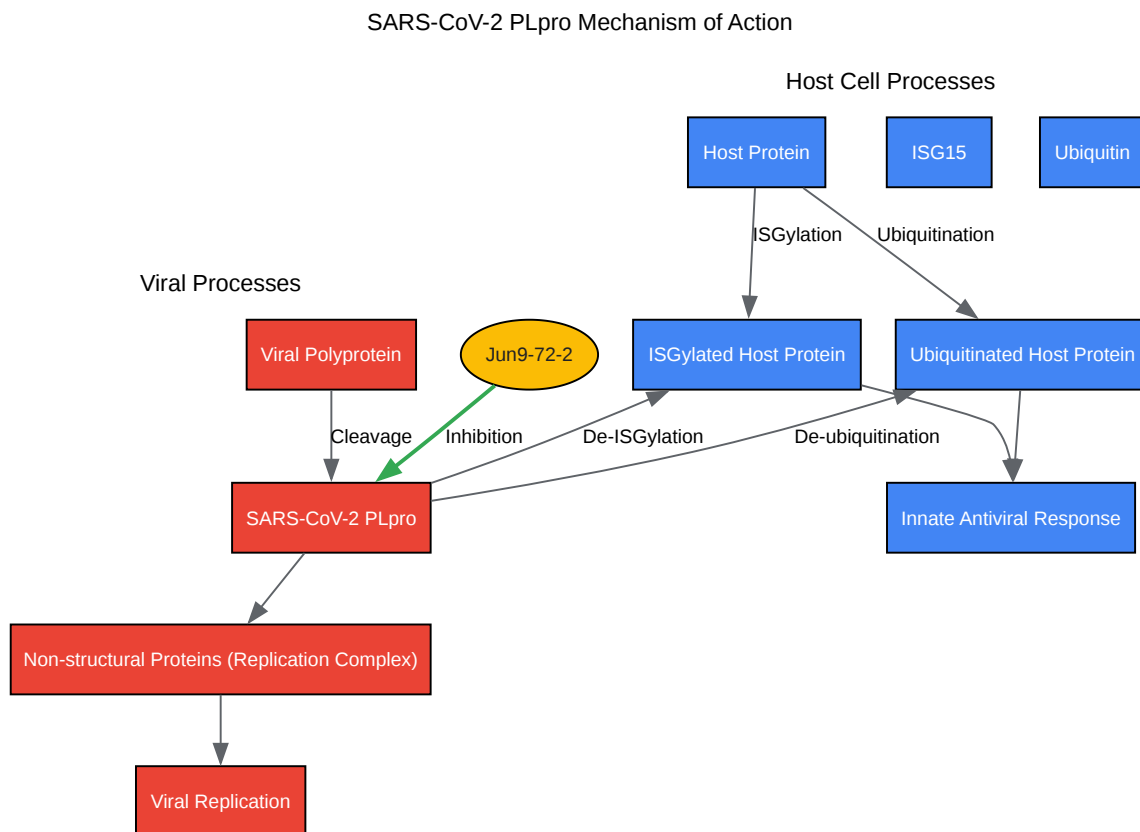 SARS-CoV-2 PLpro Mechanism of Action
Host Cell Processes
Host Protein
ISG15
Ubiquitin
ISGylation
Ubiquitination
Viral Processes
Viral Polyprotein
Jun9-72-2
ISGylated Host Protein
Ubiquitinated Host Protein
Cleavage
Inhibition
De-ISGylation
De-ubiquitination
SARS-CoV-2 PLpro
Innate Antiviral Response
Non-structural Proteins (Replication Complex)
Viral Replication